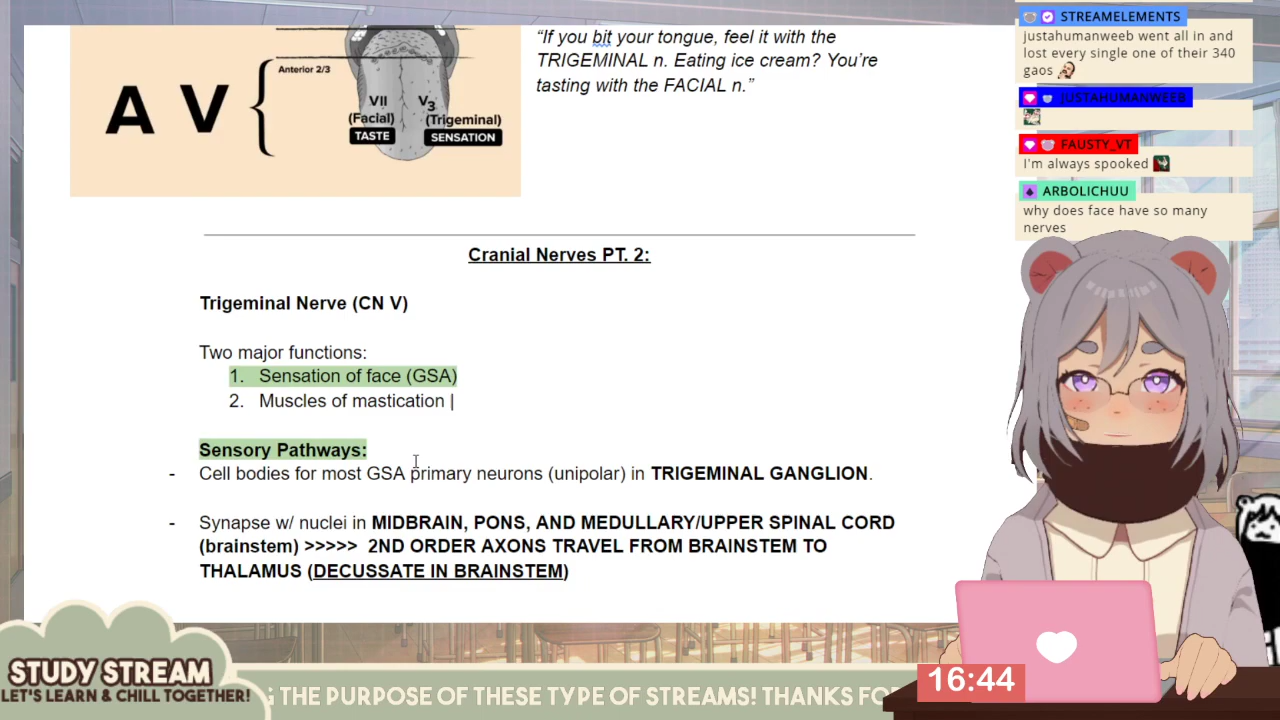 A V
Anterior 2/3
VII
(Facial)
TASTE
V3
(Trigeminal)
SENSATION
“If you bit your tongue, feel it with the
TRIGEMINAL n. Eating ice cream? You’re
tasting with the FACIAL n.”
Cranial Nerves PT. 2:
Trigeminal Nerve (CN V)
Two major functions:
1. Sensation of face (GSA)
2. Muscles of mastication
Sensory Pathways:
- Cell bodies for most GSA primary neurons (unipolar) in TRIGEMINAL GANGLION.
- Synapse w/ nuclei in MIDBRAIN, PONS, AND MEDULLARY/UPPER SPINAL CORD
(brainstem) >>>>> 2ND ORDER AXONS TRAVEL FROM BRAINSTEM TO
THALAMUS (DECUSSATE IN BRAINSTEM)
STREAMELEMENTS
justahumanweeb went all in and
lost every single one of their 340
gaos
JUSTAHUMANWEEB
FAUSTY_VT
I'm always spooked
ARBOLICHUU
why does face have so many
nerves
STUDY STREAM
LET'S LEARN & CHILL TOGETHER!
G THE PURPOSE OF THESE TYPE OF STREAMS! THANKS FO
16:44